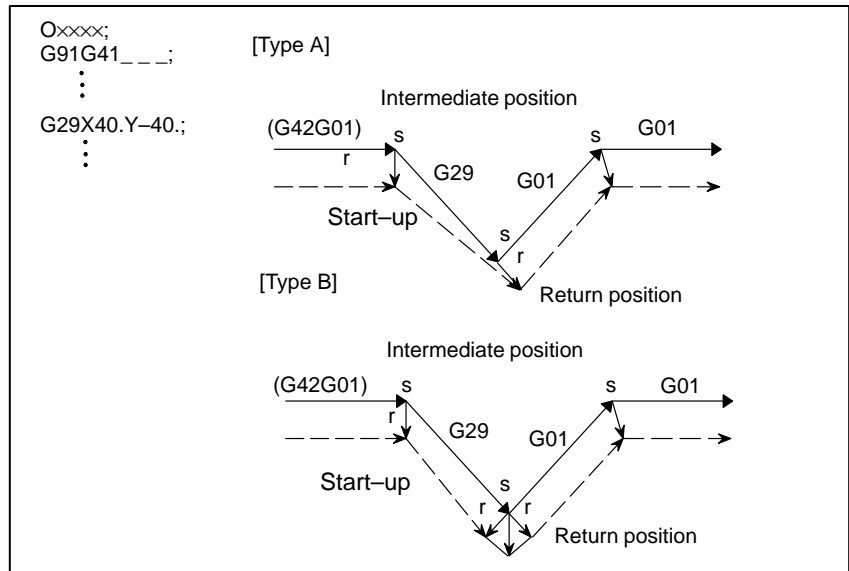 O××××;
G91G41_ _ _;
G29X40.Y–40.;
[Type A]
Intermediate position
(G42G01)
s
s
G01
r
G29
G01
Start–up
s
r
Return position
[Type B]
Intermediate position
(G42G01)
s
s
G01
r
G29
G01
Start–up
s
r
r
Return position